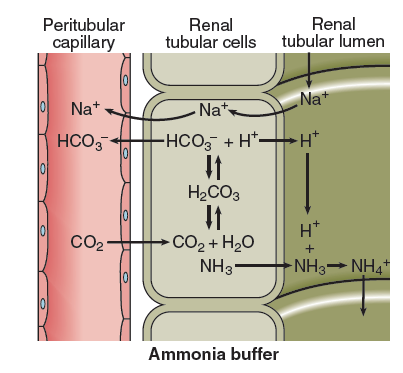 Peritubular
capillary
Renal
tubular cells
Renal
tubular lumen
Na⁺
Na⁺
Na⁺
HCO₃⁻
HCO₃⁻ + H⁺
H⁺
H₂CO₃
CO₂
CO₂ + H₂O
H⁺
+
NH₃
NH₃
NH₄⁺
Ammonia buffer